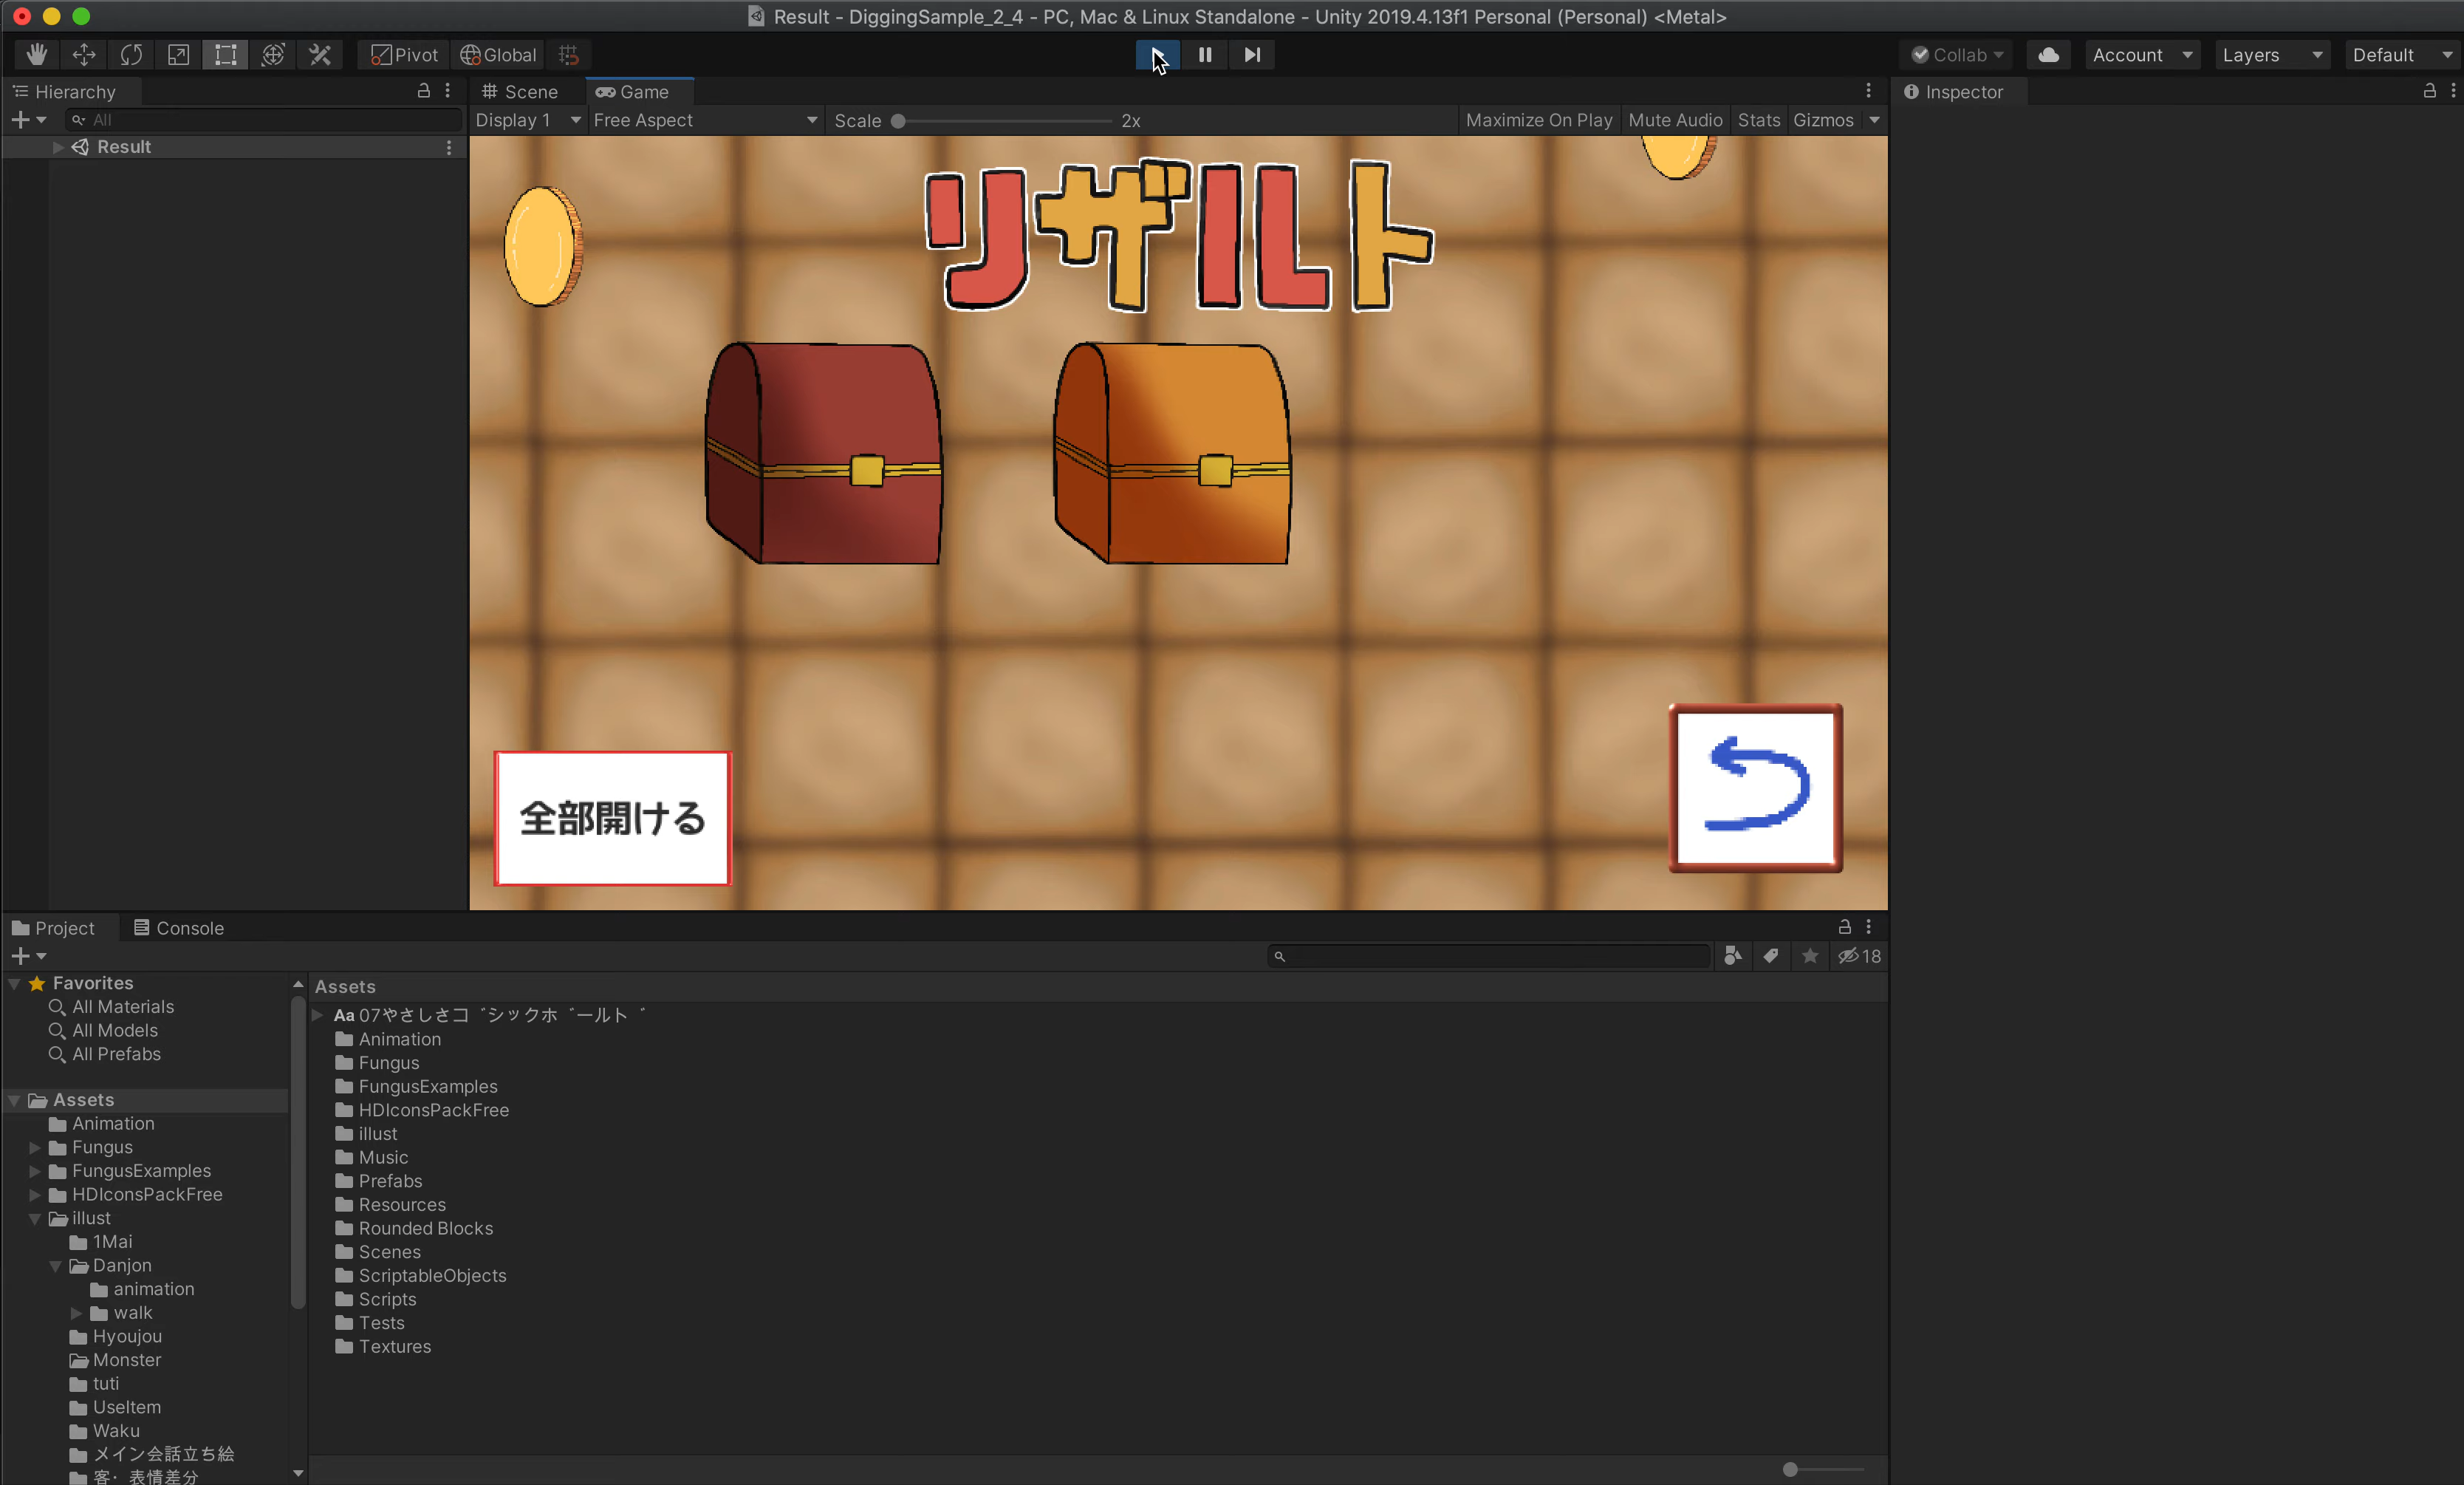 Result - DiggingSample_2_4 - PC, Mac & Linux Standalone - Unity 2019.4.13f1 Personal (Personal) <Metal>
Pivot Global Collab Account Layers Default
Hierarchy
All
Result
Scene Game
Display 1 Free Aspect Scale 2x Maximize On Play Mute Audio Stats Gizmos
Inspector
リザルト
全部開ける
Project Console
18
Favorites
All Materials
All Models
All Prefabs
Assets
Animation
Fungus
FungusExamples
HDIconsPackFree
illust
1Mai
Danjon
animation
walk
Hyoujou
Monster
tuti
UseItem
Waku
メイン会話立ち絵
客・表情差分
Assets
Aa 07やさしさコ゛シックホ゛ールト゛
Animation
Fungus
FungusExamples
HDIconsPackFree
illust
Music
Prefabs
Resources
Rounded Blocks
Scenes
ScriptableObjects
Scripts
Tests
Textures